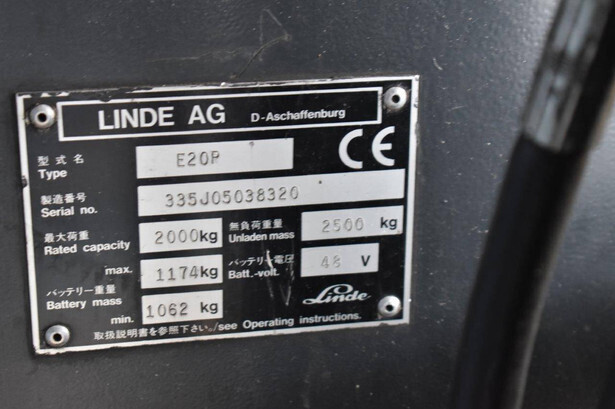 LINDE AG D-Aschaffenburg
型式名 E20P
Type
CE
製造番号 335J05038320
Serial no.
最大荷重 2000kg 無負荷重量 2500 kg
Rated capacity Unladen mass
max. 1174kg バッテリー電圧 48 V
Batt.-volt.
バッテリー重量
Battery mass
min. 1062 kg Linde
取扱説明書を参照下さい/see Operating instructions.